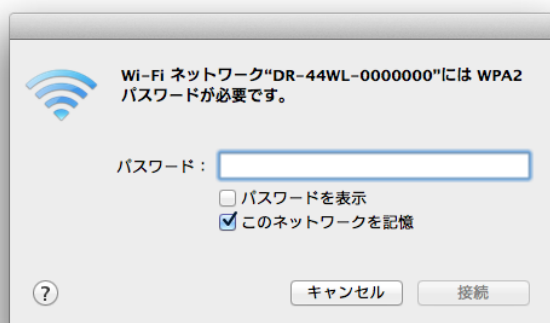 Wi-Fi ネットワーク“DR-44WL-0000000”には WPA2
パスワードが必要です。
パスワード：
パスワードを表示
このネットワークを記憶
?
キャンセル
接続